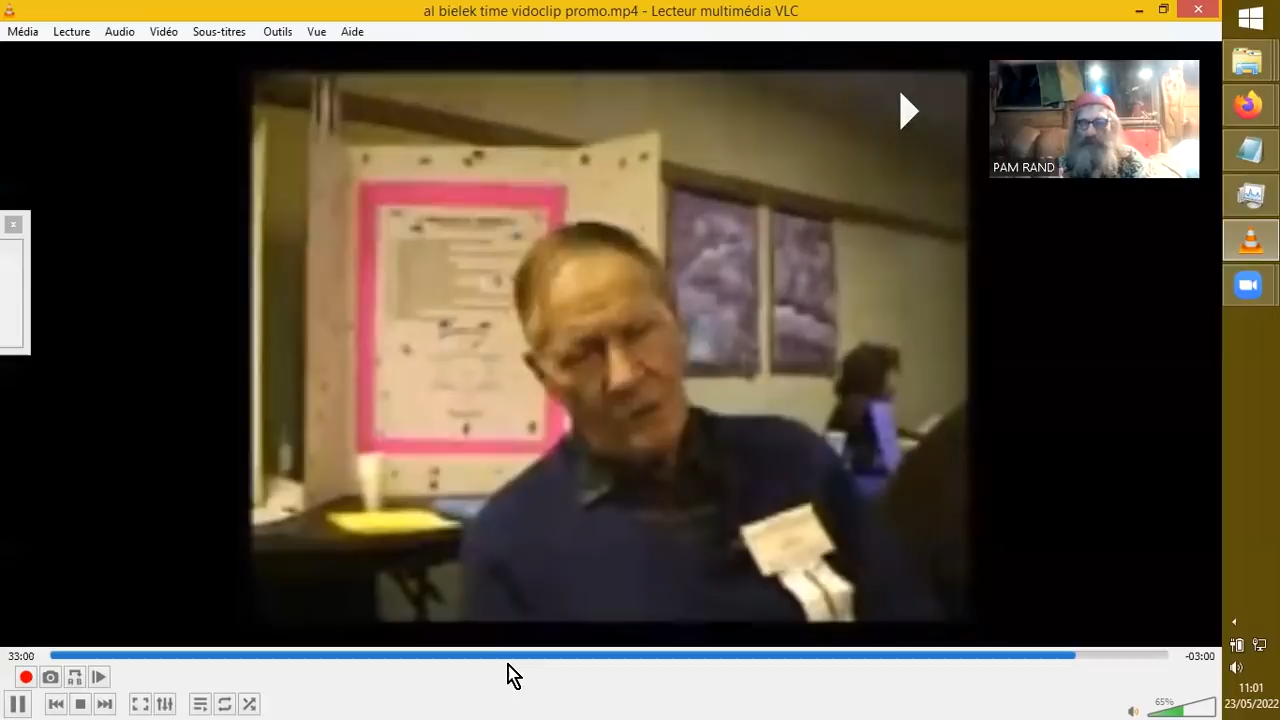 al bielek time vidoclip promo.mp4 - Lecteur multimédia VLC
Média Lecture Audio Vidéo Sous-titres Outils Vue Aide
PAM RAND
33:00
-03:00
65%
11:01
23/05/2022